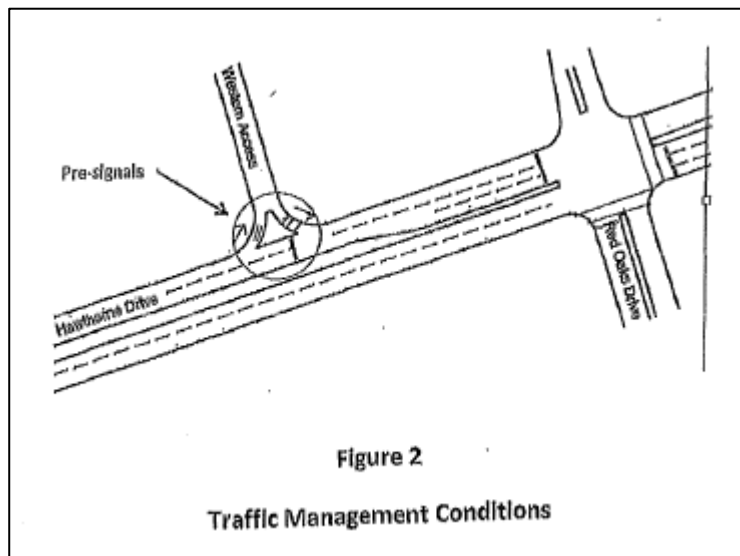 Western Access
Pre-signals
Hawthorne Drive
Red Oaks Drive
Figure 2
Traffic Management Conditions